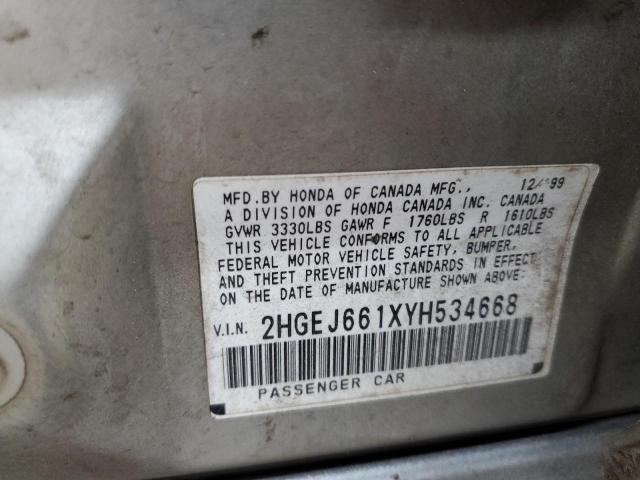 MFD.BY HONDA OF CANADA MFG., 12/99
A DIVISION OF HONDA CANADA INC. CANADA
GVWR 3330LBS GAWR F 1760LBS R 1610LBS
THIS VEHICLE CONFORMS TO ALL APPLICABLE
FEDERAL MOTOR VEHICLE SAFETY, BUMPER,
AND THEFT PREVENTION STANDARDS IN EFFECT
ON THE DATE OF MANUFACTURE SHOWN ABOVE:
V.I.N. 2HGEJ661XYH534668
PASSENGER CAR